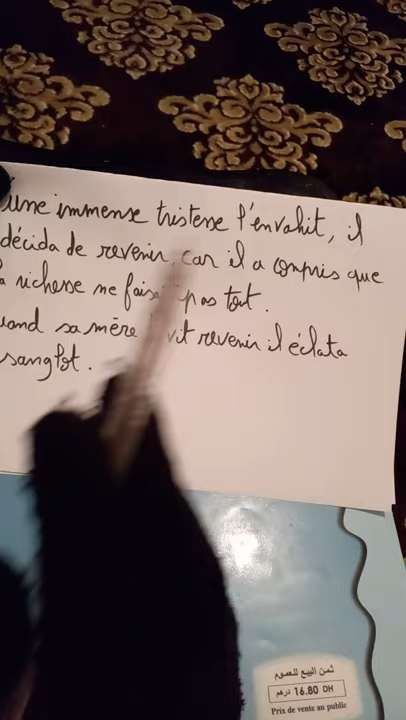 une immense tristesse l'envahit, il
décida de revenir, car il a compris que
richesse ne pas tout.
sa mère vit revenir il éclata
sanglot.
ثمن البيع للعموم
16.80 DH درهم
Prix de vente au public